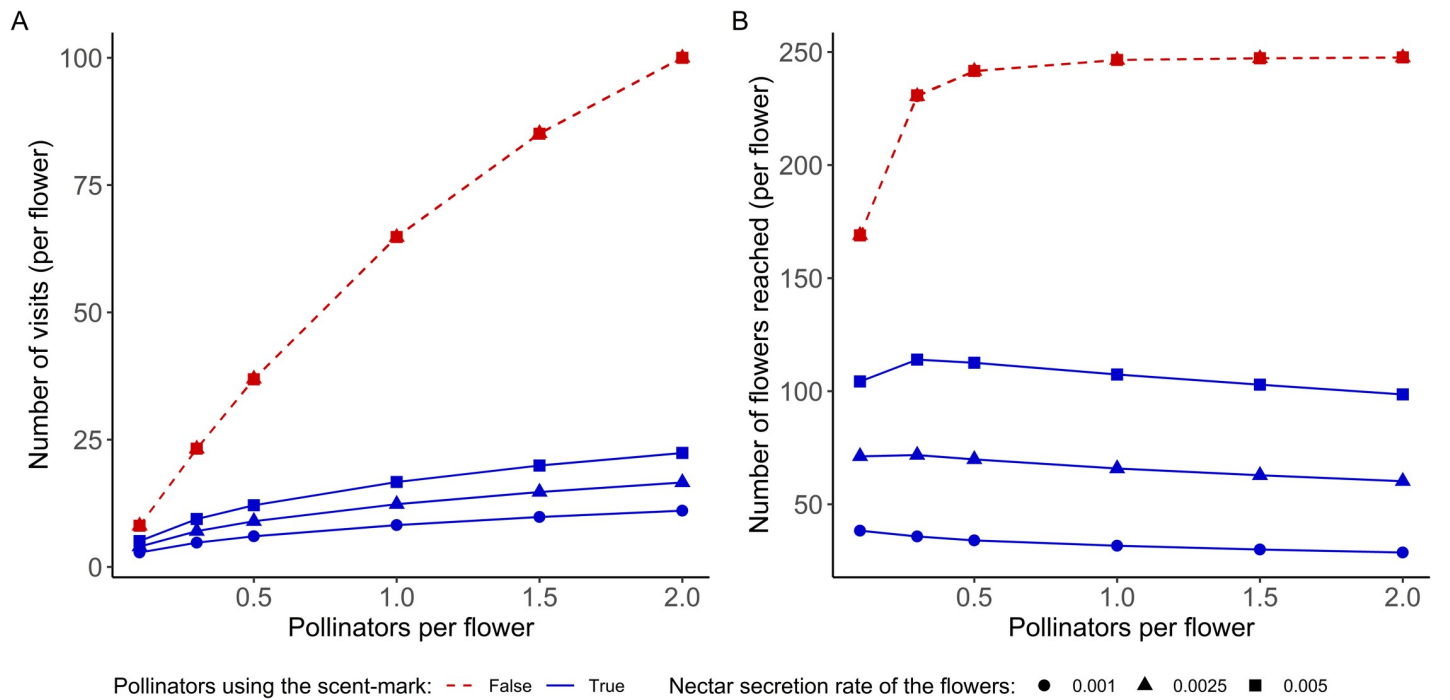 A
Number of visits (per flower)
100
75
50
25
0
0.5 1.0 1.5 2.0
Pollinators per flower
B
Number of flowers reached (per flower)
250
200
150
100
50
0.5 1.0 1.5 2.0
Pollinators per flower
Pollinators using the scent-mark: False True Nectar secretion rate of the flowers: 0.001 0.0025 0.005